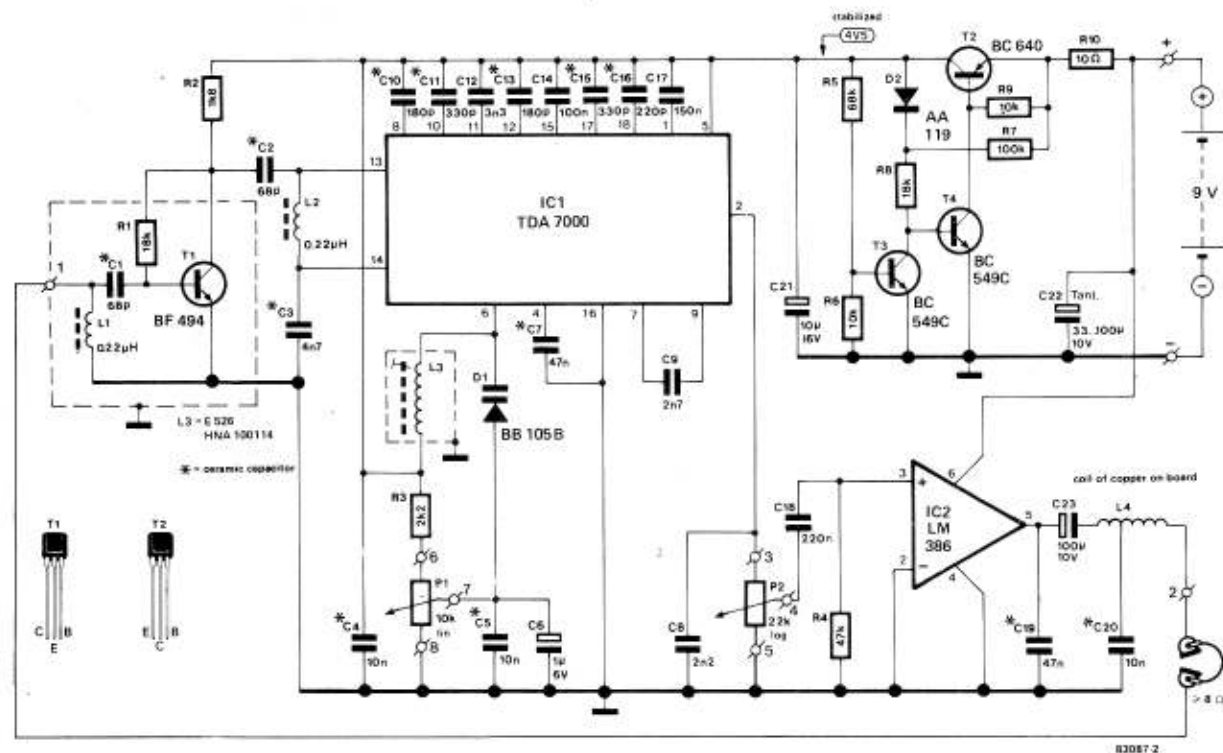 stabilized
4V5
+
T2
BC 640
R10
10Ω
R2
1k8
*C10
180p
*C11
330p
C12
3n3
*C13
180p
C14
100n
*C15
330p
*C16
220p
C17
150n
8
10
11
12
15
17
18
1
5
R5
68k
D2
AA
119
R9
10k
R7
100k
R8
18k
T4
BC
549C
T3
BC
549C
R6
10k
+
9 V
−
*C2
68p
13
L2
0.22µH
14
IC1
TDA 7000
2
1
R1
18k
*C1
68p
T1
BF 494
L1
0.22µH
*C3
4n7
6
4
16
7
9
*C7
47n
C9
2n7
C21
10µ
16V
C22
Tant.
33..100µ
10V
−
L3
D1
BB 105B
L3 = E 526
HNA 100114
* = ceramic capacitor
T1
C
B
E
T2
E
B
C
R3
2k2
6
P1
10k
lin
7
8
*C4
10n
*C5
10n
C6
1µ
6V
C8
2n2
3
P2
22k
log
4
5
C18
220n
R4
47k
3
+
6
IC2
LM
386
2
−
4
5
coil of copper on board
C23
100µ
10V
L4
*C19
47n
*C20
10n
2
>8 Ω
83087-2